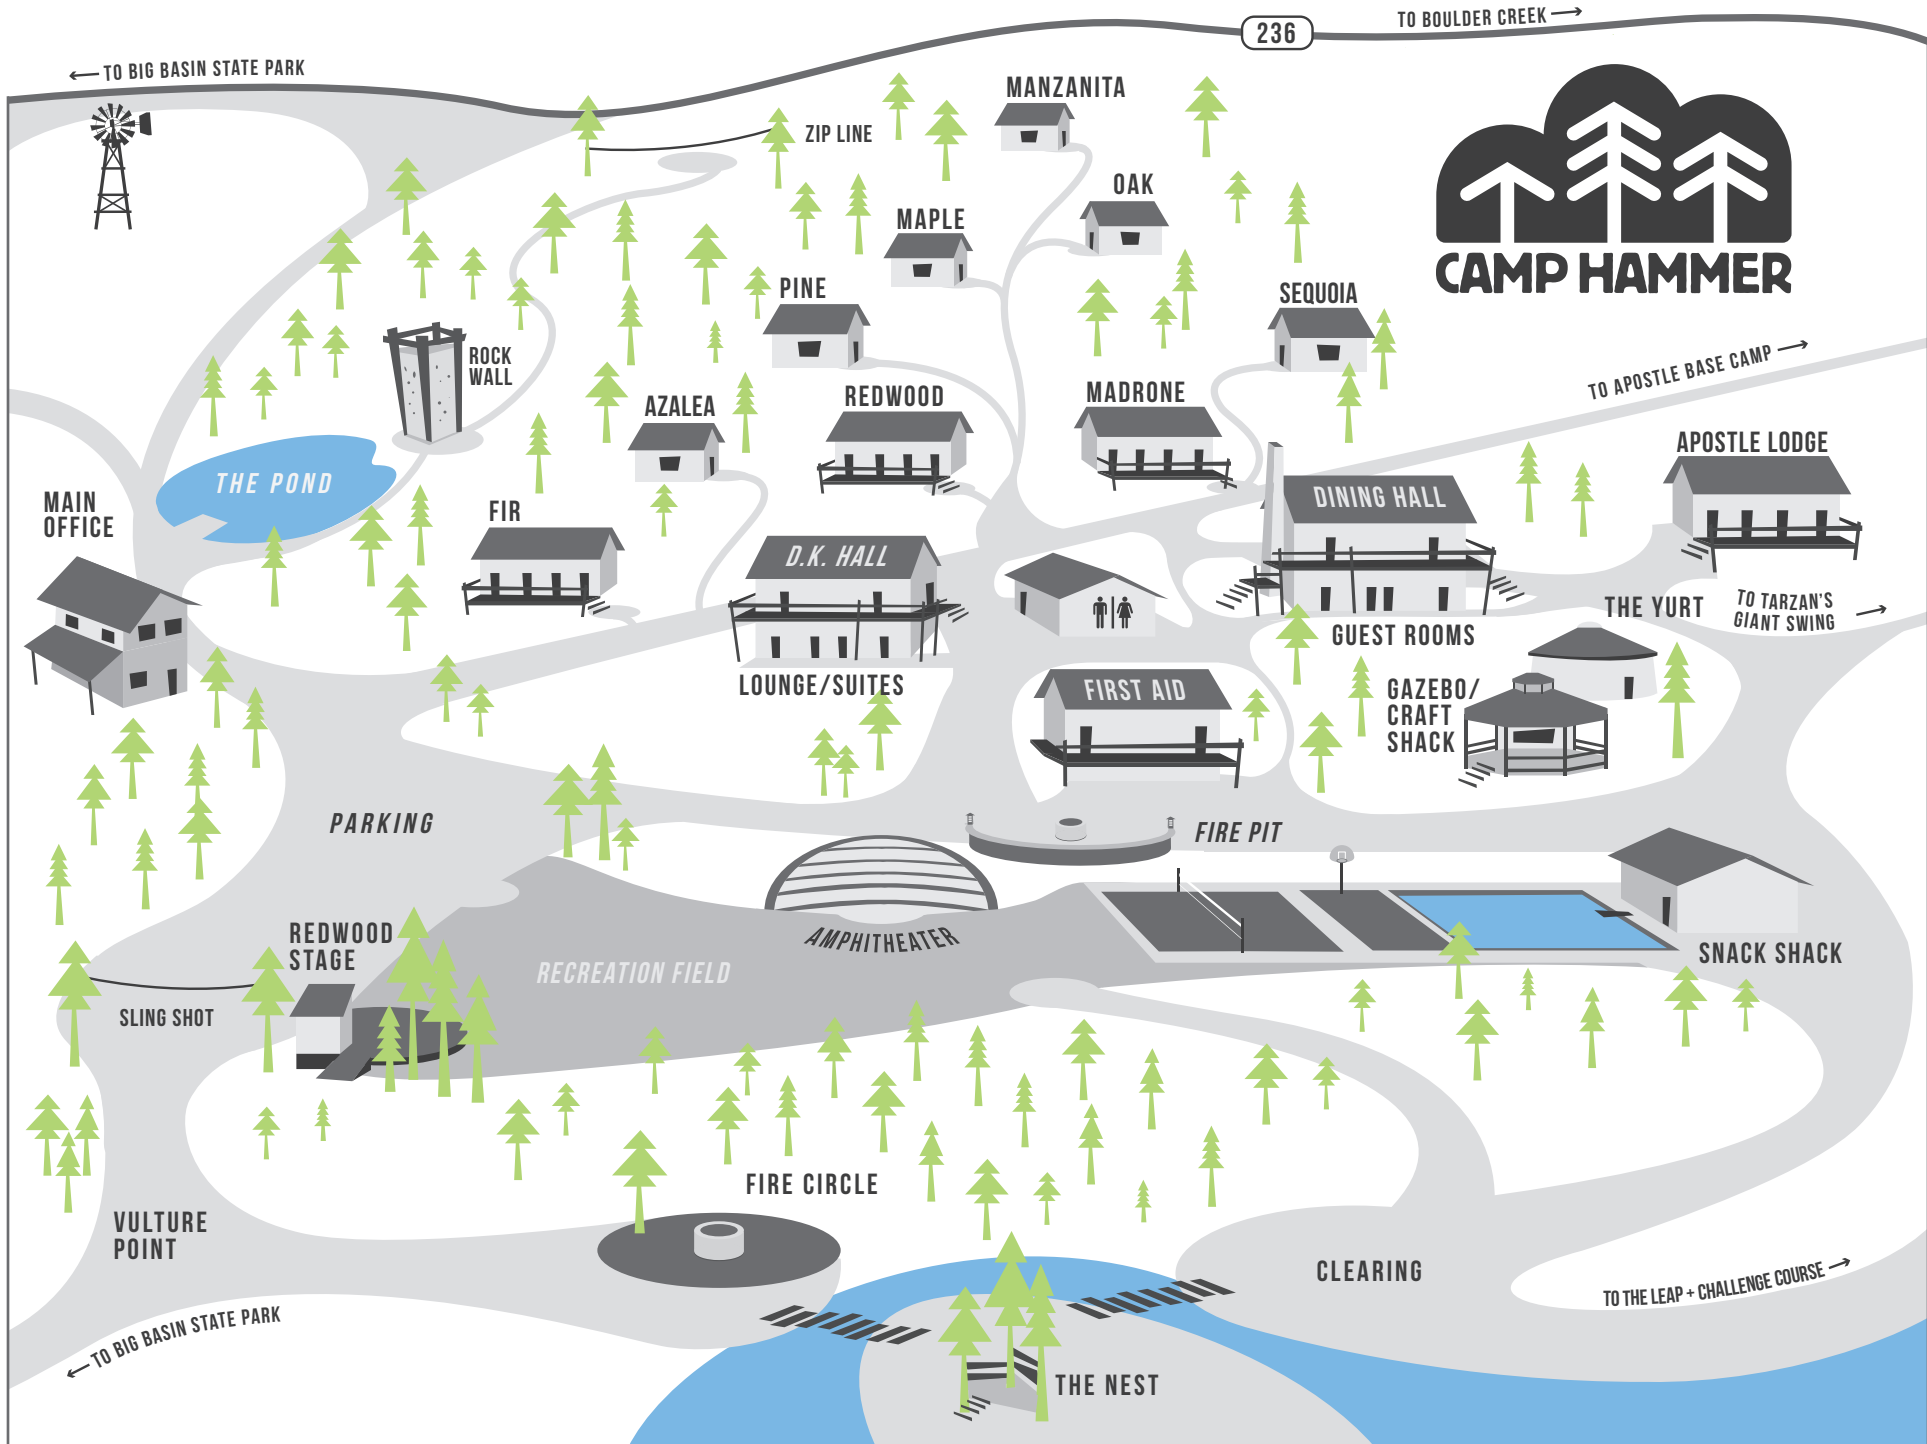 236
TO BOULDER CREEK
TO BIG BASIN STATE PARK
MANZANITA
ZIP LINE
OAK
MAPLE
CAMP HAMMER
PINE
SEQUOIA
ROCK
WALL
TO APOSTLE BASE CAMP
AZALEA
REDWOOD
MADRONE
APOSTLE LODGE
THE POND
MAIN
OFFICE
FIR
DINING HALL
D.K. HALL
THE YURT
TO TARZAN'S
GIANT SWING
GUEST ROOMS
LOUNGE/SUITES
FIRST AID
GAZEBO/
CRAFT
SHACK
PARKING
FIRE PIT
REDWOOD
STAGE
AMPHITHEATER
RECREATION FIELD
SNACK SHACK
SLING SHOT
FIRE CIRCLE
VULTURE
POINT
CLEARING
TO THE LEAP + CHALLENGE COURSE
TO BIG BASIN STATE PARK
THE NEST